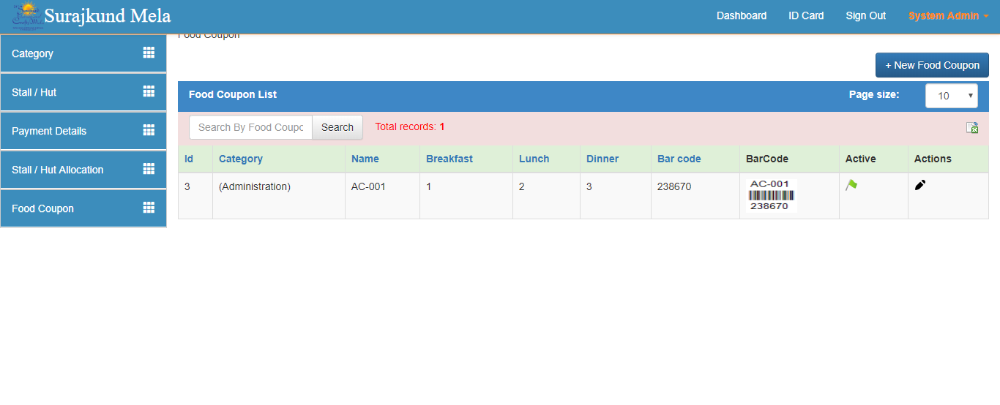 Surajkund Mela
Dashboard ID Card Sign Out System Admin
Food Coupon
Category
Stall / Hut
Payment Details
Stall / Hut Allocation
Food Coupon
+ New Food Coupon
Food Coupon List Page size: 10
Search By Food Coupo Search Total records: 1
Id Category Name Breakfast Lunch Dinner Bar code BarCode Active Actions
3 (Administration) AC-001 1 2 3 238670
AC-001
238670